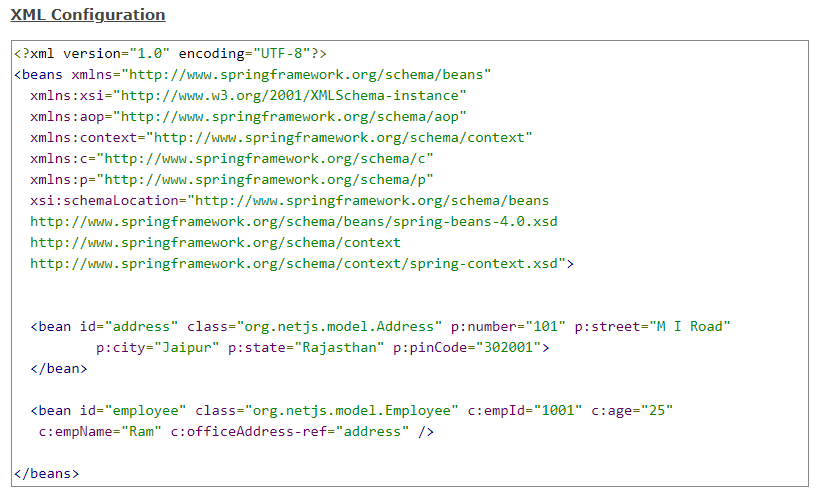 XML Configuration
<?xml version="1.0" encoding="UTF-8"?>
<beans xmlns="http://www.springframework.org/schema/beans"
  xmlns:xsi="http://www.w3.org/2001/XMLSchema-instance"
  xmlns:aop="http://www.springframework.org/schema/aop"
  xmlns:context="http://www.springframework.org/schema/context"
  xmlns:c="http://www.springframework.org/schema/c"
  xmlns:p="http://www.springframework.org/schema/p"
  xsi:schemaLocation="http://www.springframework.org/schema/beans
  http://www.springframework.org/schema/beans/spring-beans-4.0.xsd
  http://www.springframework.org/schema/context
  http://www.springframework.org/schema/context/spring-context.xsd">
  <bean id="address" class="org.netjs.model.Address" p:number="101" p:street="M I Road"
          p:city="Jaipur" p:state="Rajasthan" p:pinCode="302001">
  </bean>
  <bean id="employee" class="org.netjs.model.Employee" c:empId="1001" c:age="25"
   c:empName="Ram" c:officeAddress-ref="address" />
</beans>